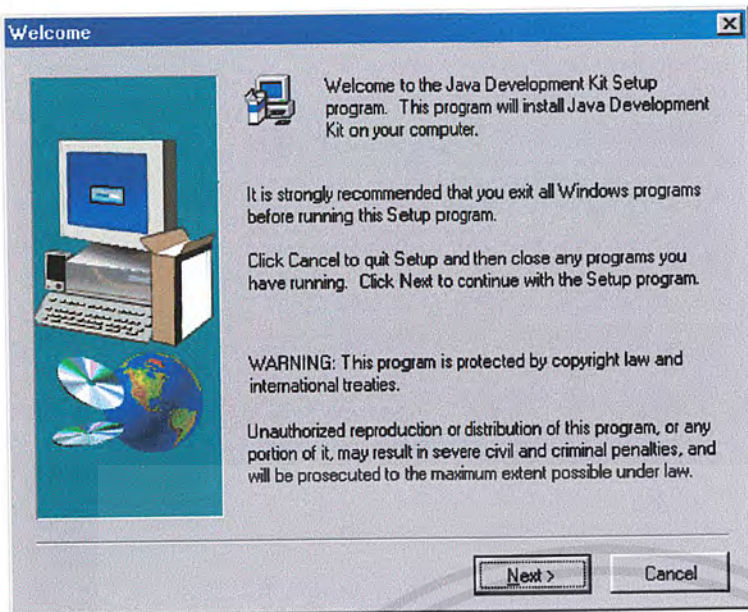 Welcome
Welcome to the Java Development Kit Setup
program. This program will install Java Development
Kit on your computer.
It is strongly recommended that you exit all Windows programs
before running this Setup program.
Click Cancel to quit Setup and then close any programs you
have running. Click Next to continue with the Setup program.
WARNING: This program is protected by copyright law and
international treaties.
Unauthorized reproduction or distribution of this program, or any
portion of it, may result in severe civil and criminal penalties, and
will be prosecuted to the maximum extent possible under law.
Next > Cancel